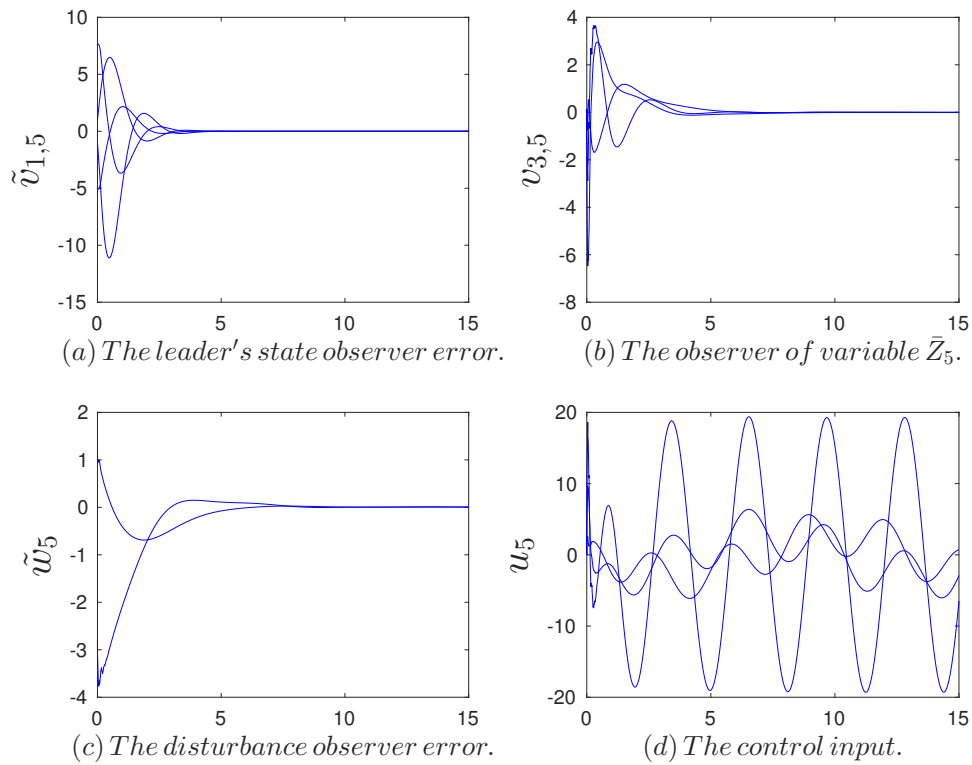 10
5
0
-5
-10
-15
ṽ1,5
0 5 10 15
(a) The leader's state observer error.
4
2
0
-2
-4
-6
-8
v3,5
0 5 10 15
(b) The observer of variable Z̄5.
2
1
0
-1
-2
-3
-4
w̃5
0 5 10 15
(c) The disturbance observer error.
20
10
0
-10
-20
u5
0 5 10 15
(d) The control input.